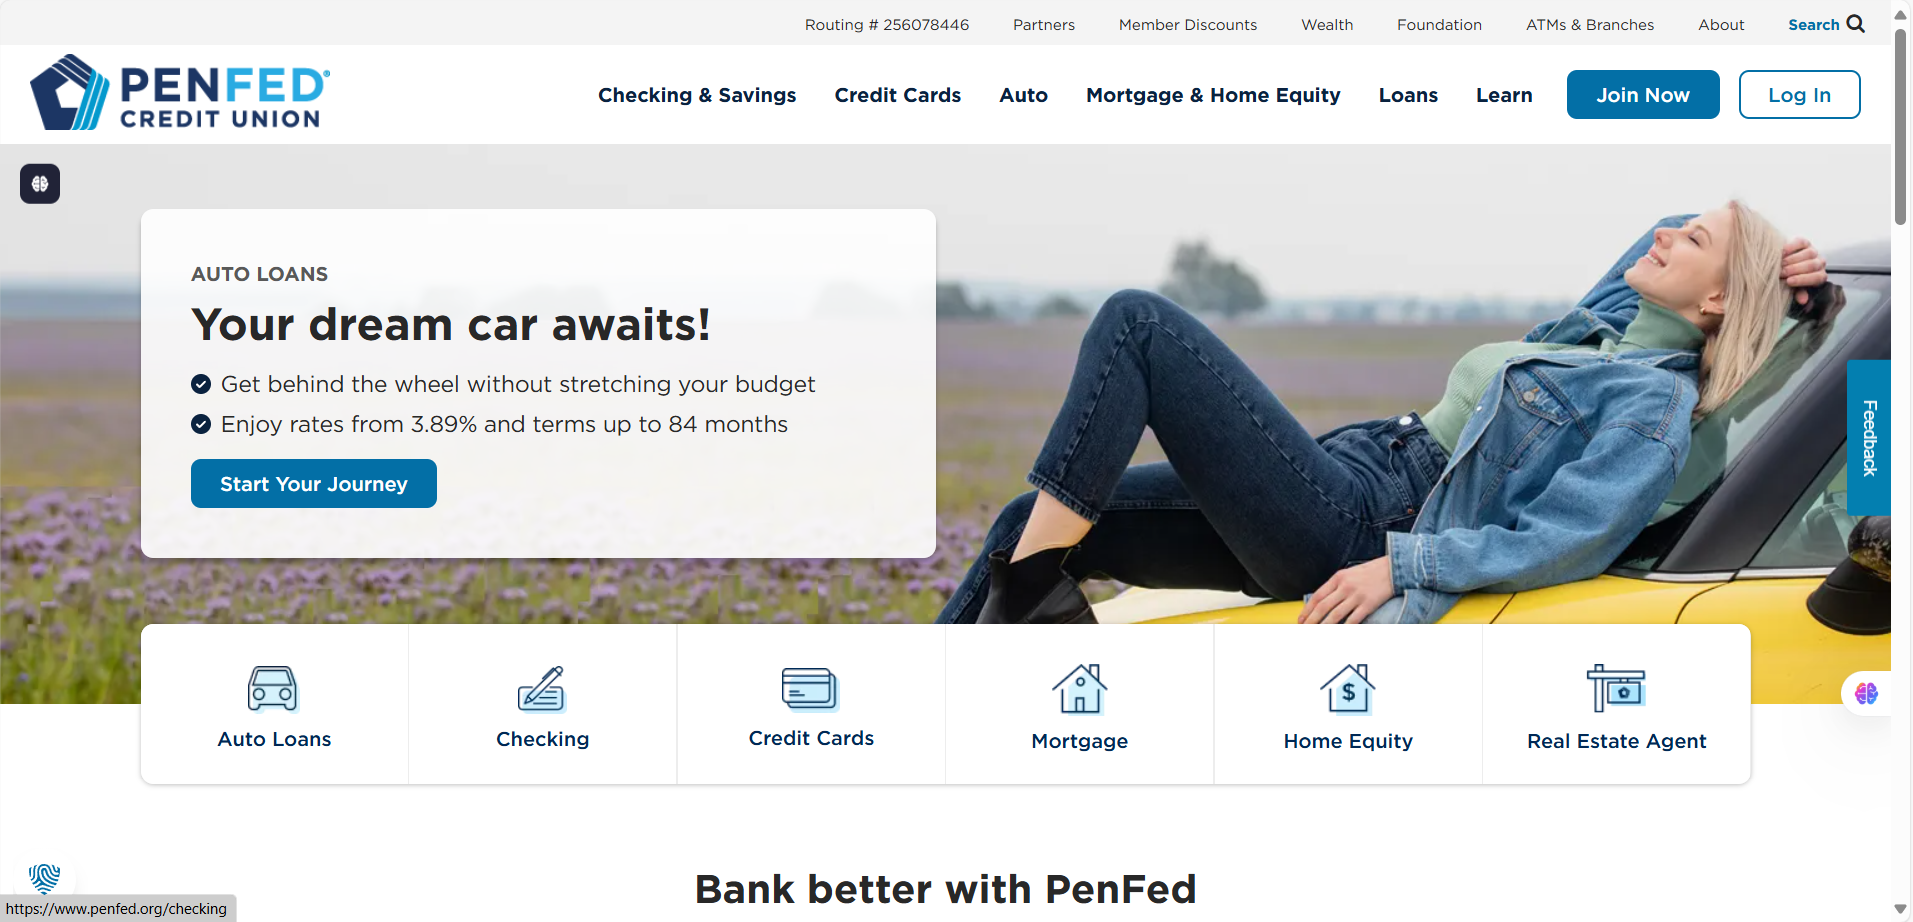 Routing # 256078446 Partners Member Discounts Wealth Foundation ATMs & Branches About Search
PENFED®
CREDIT UNION
Checking & Savings Credit Cards Auto Mortgage & Home Equity Loans Learn Join Now Log In
AUTO LOANS
Your dream car awaits!
Get behind the wheel without stretching your budget
Enjoy rates from 3.89% and terms up to 84 months
Start Your Journey
Feedback
Auto Loans Checking Credit Cards Mortgage Home Equity Real Estate Agent
$
Bank better with PenFed
https://www.penfed.org/checking